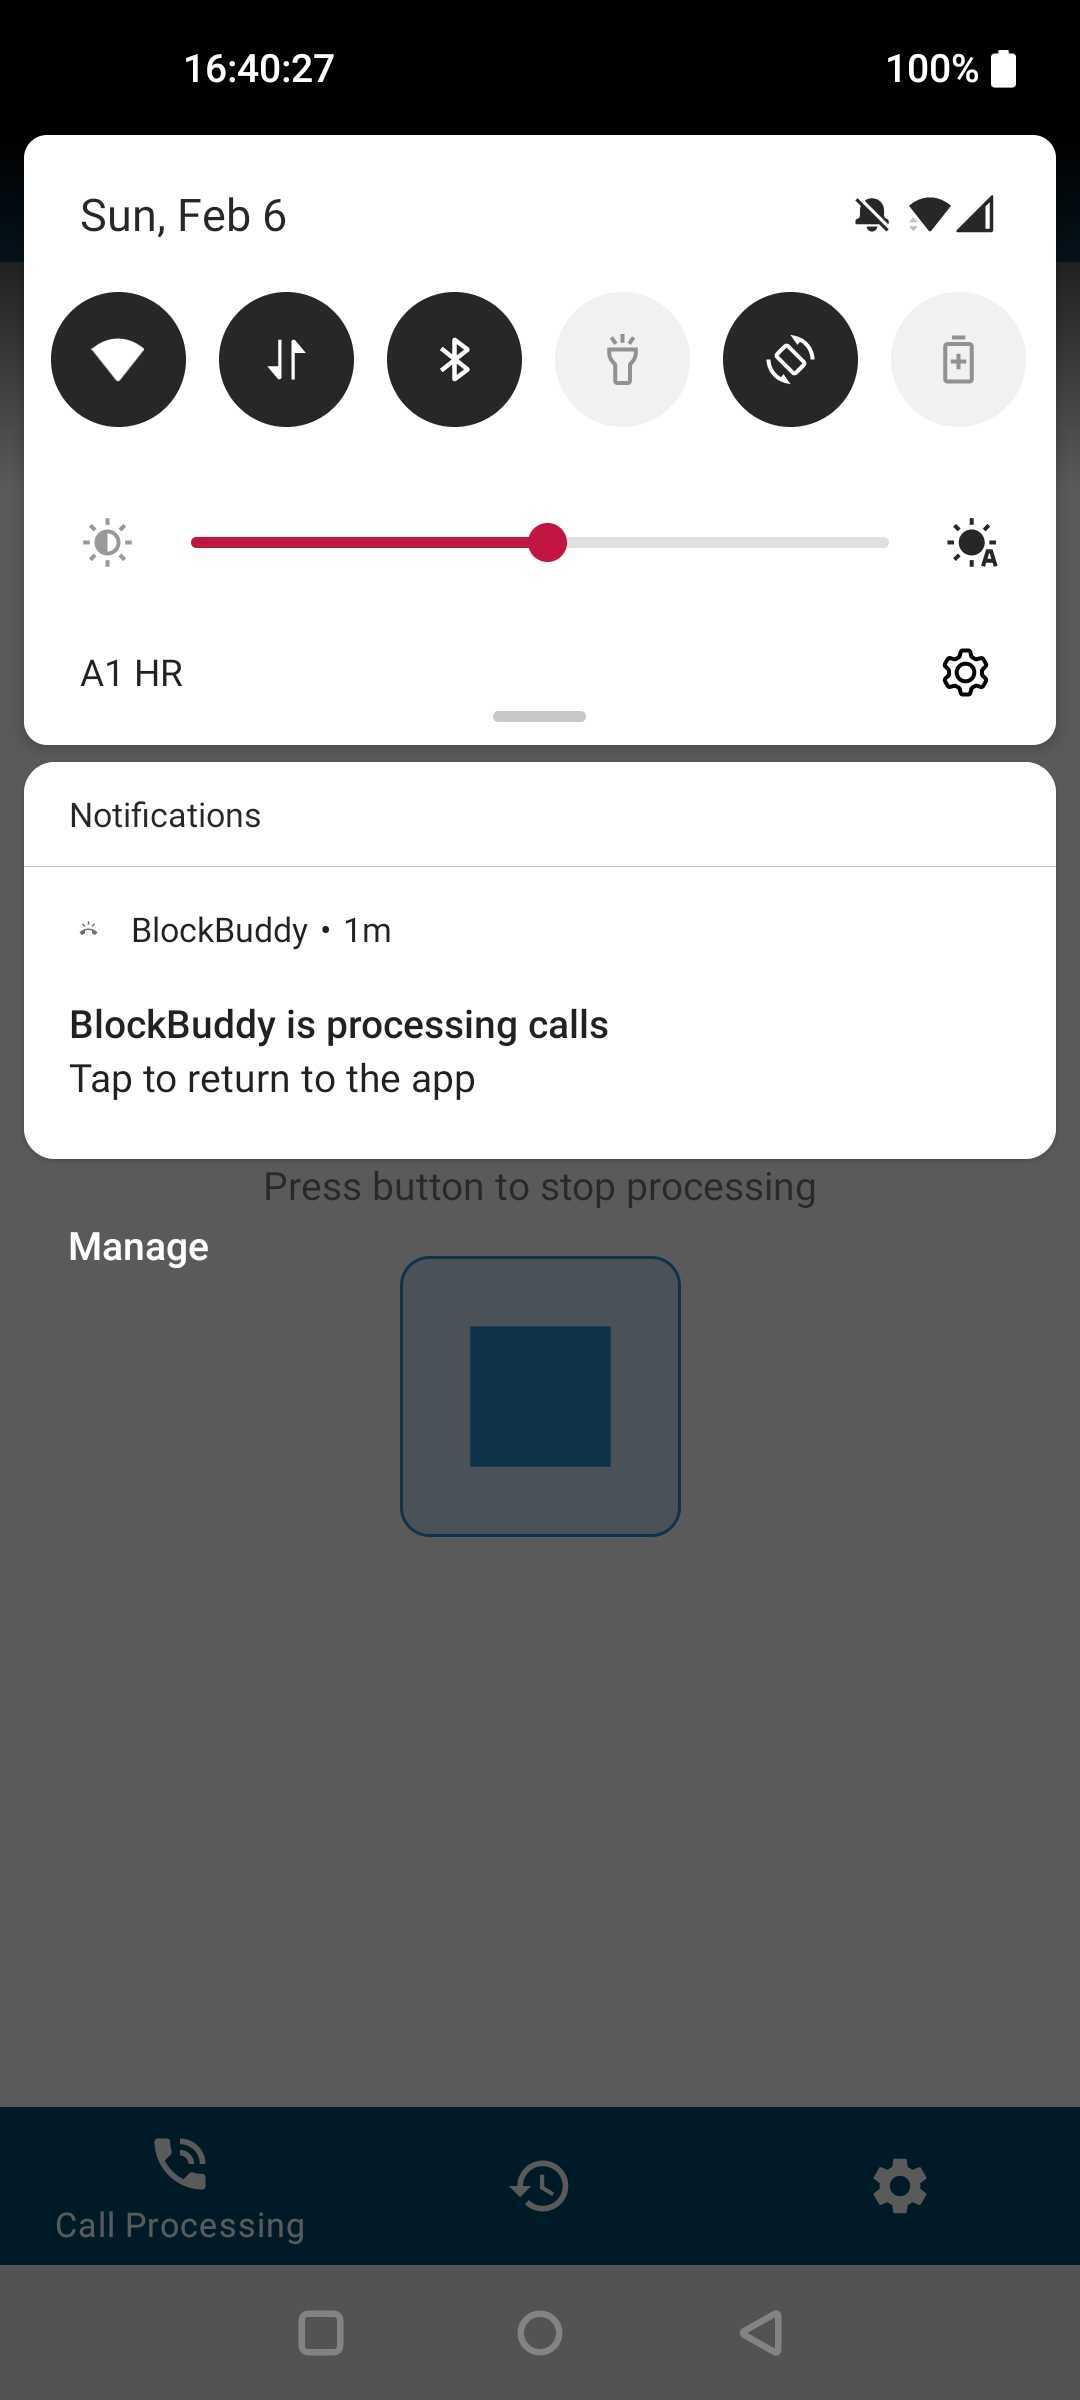 16:40:27
100%
Sun, Feb 6
A
A1 HR
Notifications
BlockBuddy • 1m
BlockBuddy is processing calls
Tap to return to the app
Press button to stop processing
Manage
Call Processing